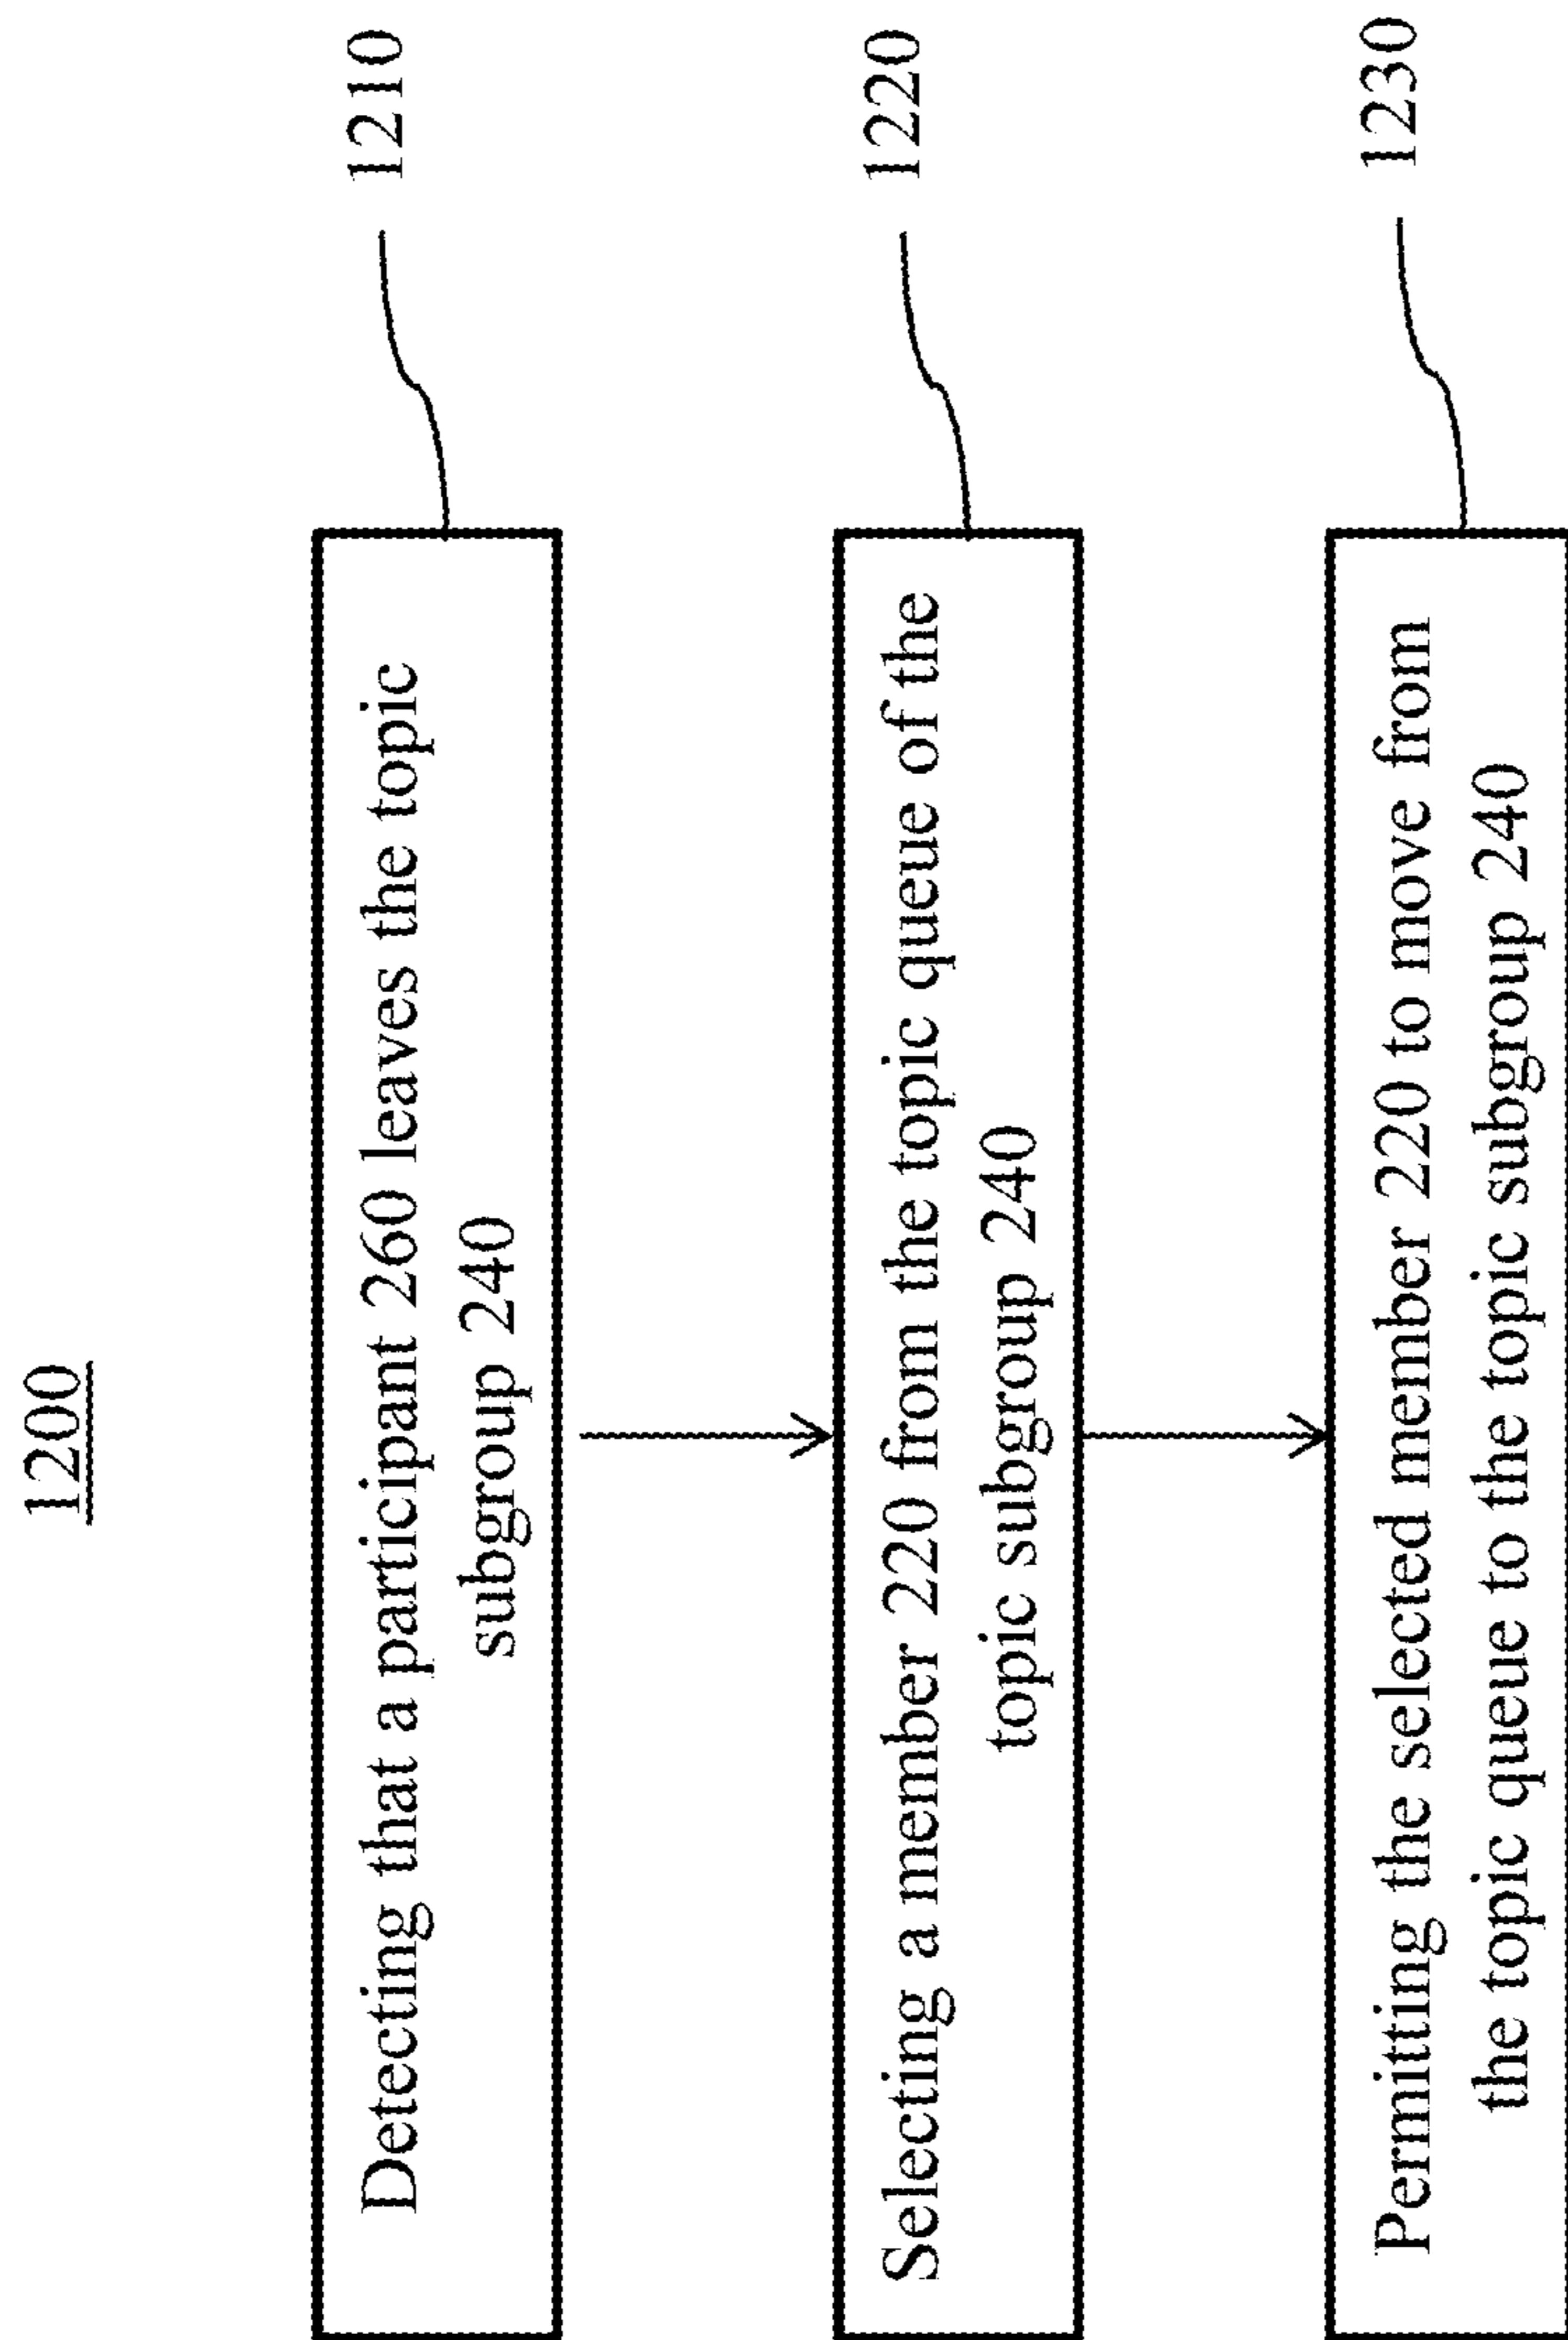 1200
Detecting that a participant 260 leaves the topic
subgroup 240
1210
Selecting a member 220 from the topic queue of the
topic subgroup 240
1220
Permitting the selected member 220 to move from
the topic queue to the topic subgroup 240
1230